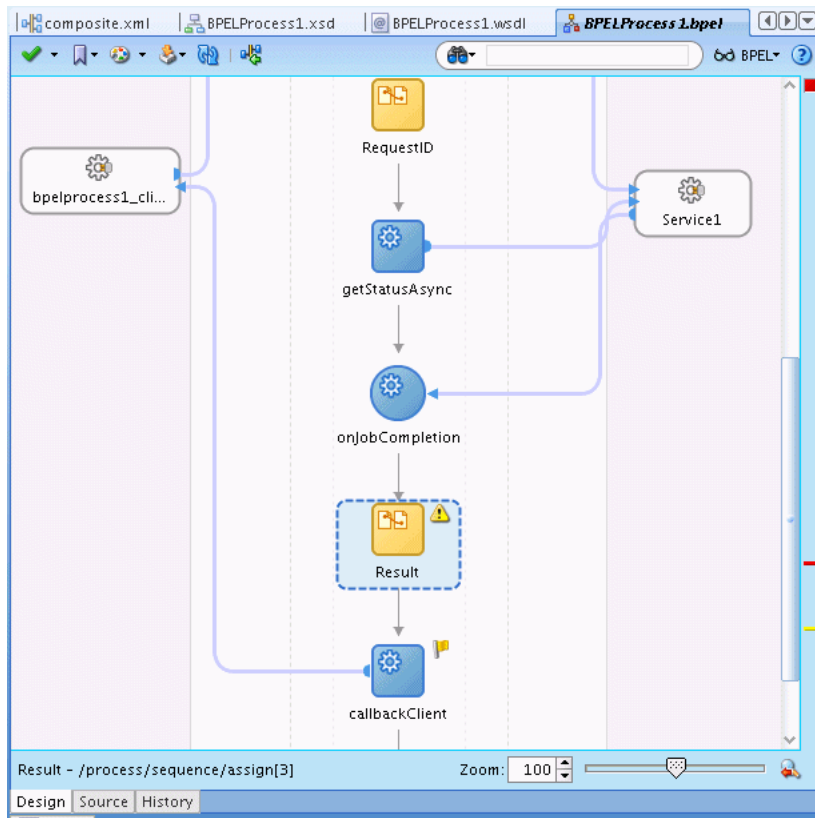 composite.xml
BPELProcess1.xsd
BPELProcess1.wsdl
BPELProcess1.bpel
BPEL
RequestID
bpelprocess1_cli...
Service1
getStatusAsync
onJobCompletion
Result
callbackClient
Result - /process/sequence/assign[3]
Zoom: 100
Design Source History